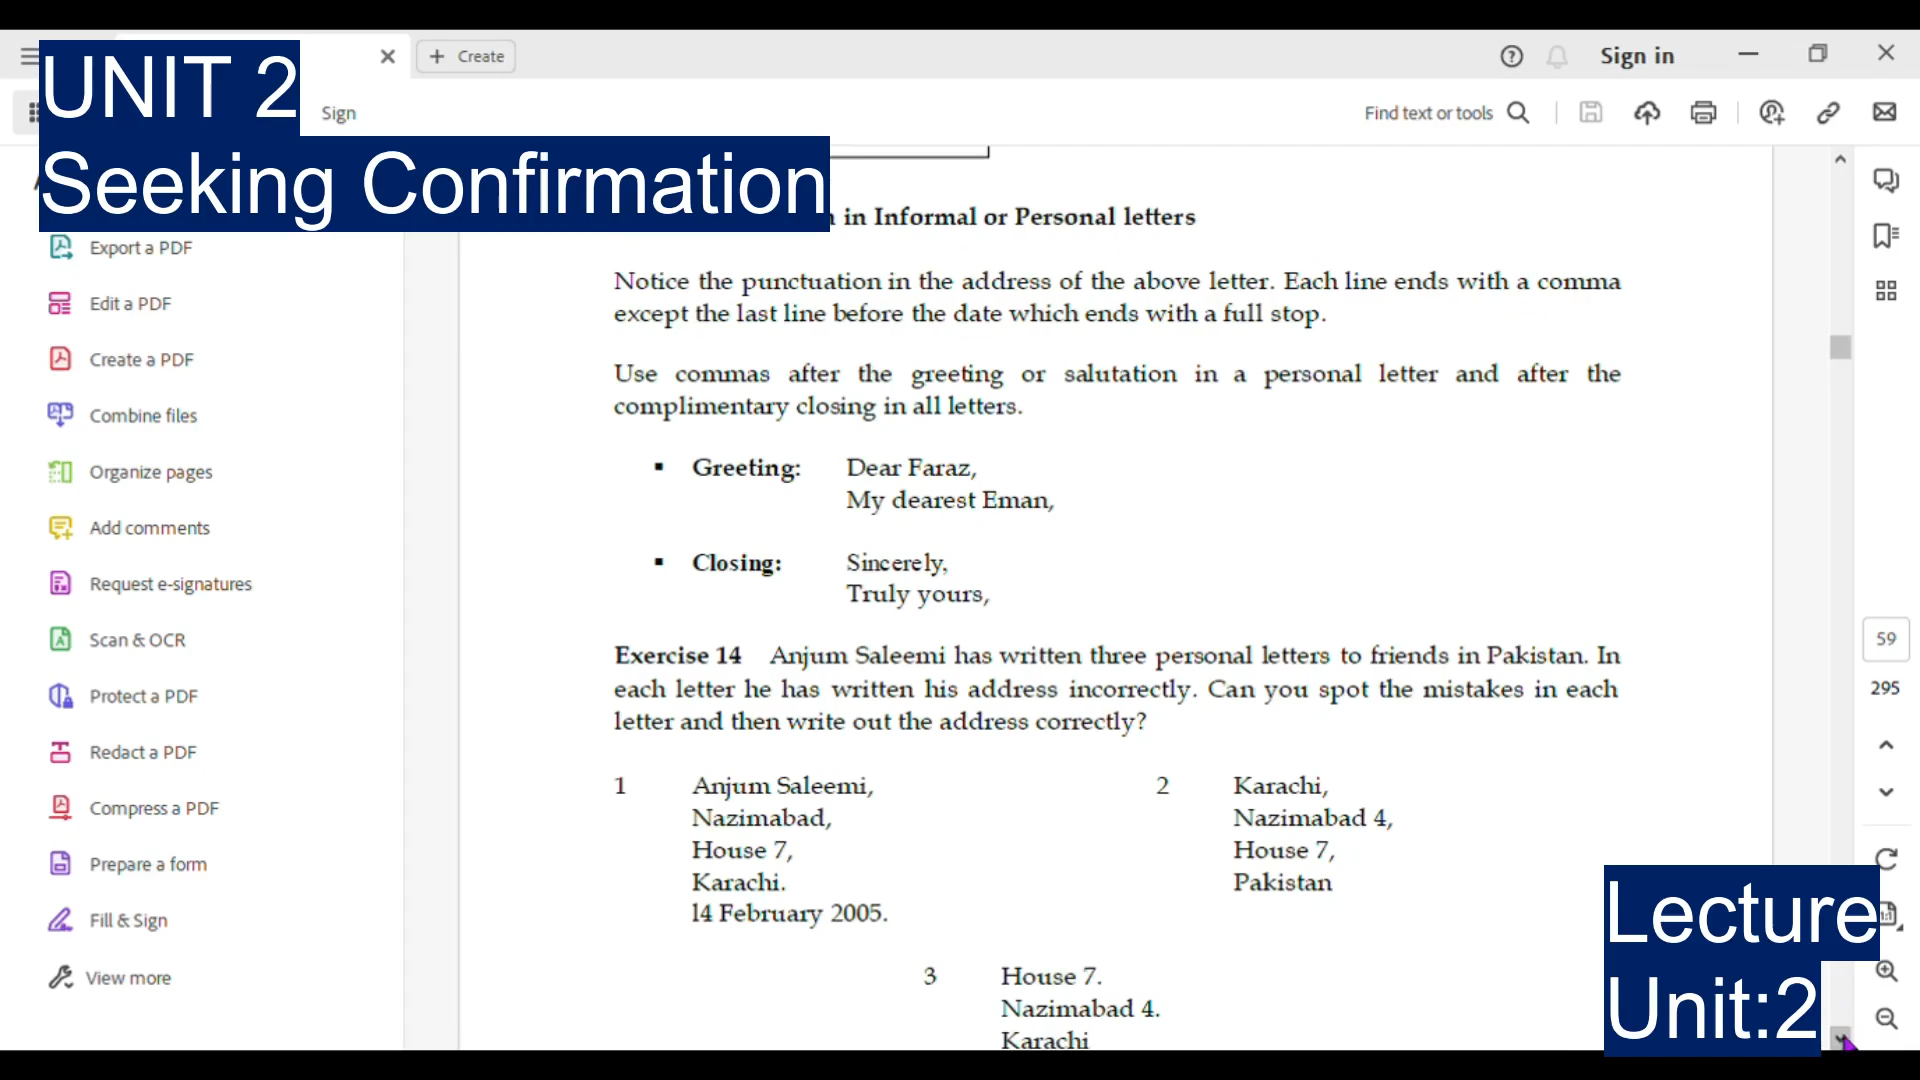 UNIT 2
Seeking Confirmation
Create
Sign in
Sign
Find text or tools
in Informal or Personal letters
Export a PDF
Edit a PDF
Create a PDF
Combine files
Organize pages
Add comments
Request e-signatures
Scan & OCR
Protect a PDF
Redact a PDF
Compress a PDF
Prepare a form
Fill & Sign
View more
Notice the punctuation in the address of the above letter. Each line ends with a comma
except the last line before the date which ends with a full stop.
Use commas after the greeting or salutation in a personal letter and after the
complimentary closing in all letters.
▪ Greeting: Dear Faraz,
My dearest Eman,
▪ Closing: Sincerely,
Truly yours,
Exercise 14 Anjum Saleemi has written three personal letters to friends in Pakistan. In
each letter he has written his address incorrectly. Can you spot the mistakes in each
letter and then write out the address correctly?
1 Anjum Saleemi,
Nazimabad,
House 7,
Karachi.
14 February 2005.
2 Karachi,
Nazimabad 4,
House 7,
Pakistan
3 House 7.
Nazimabad 4.
Karachi
59
295
Lecture
Unit:2